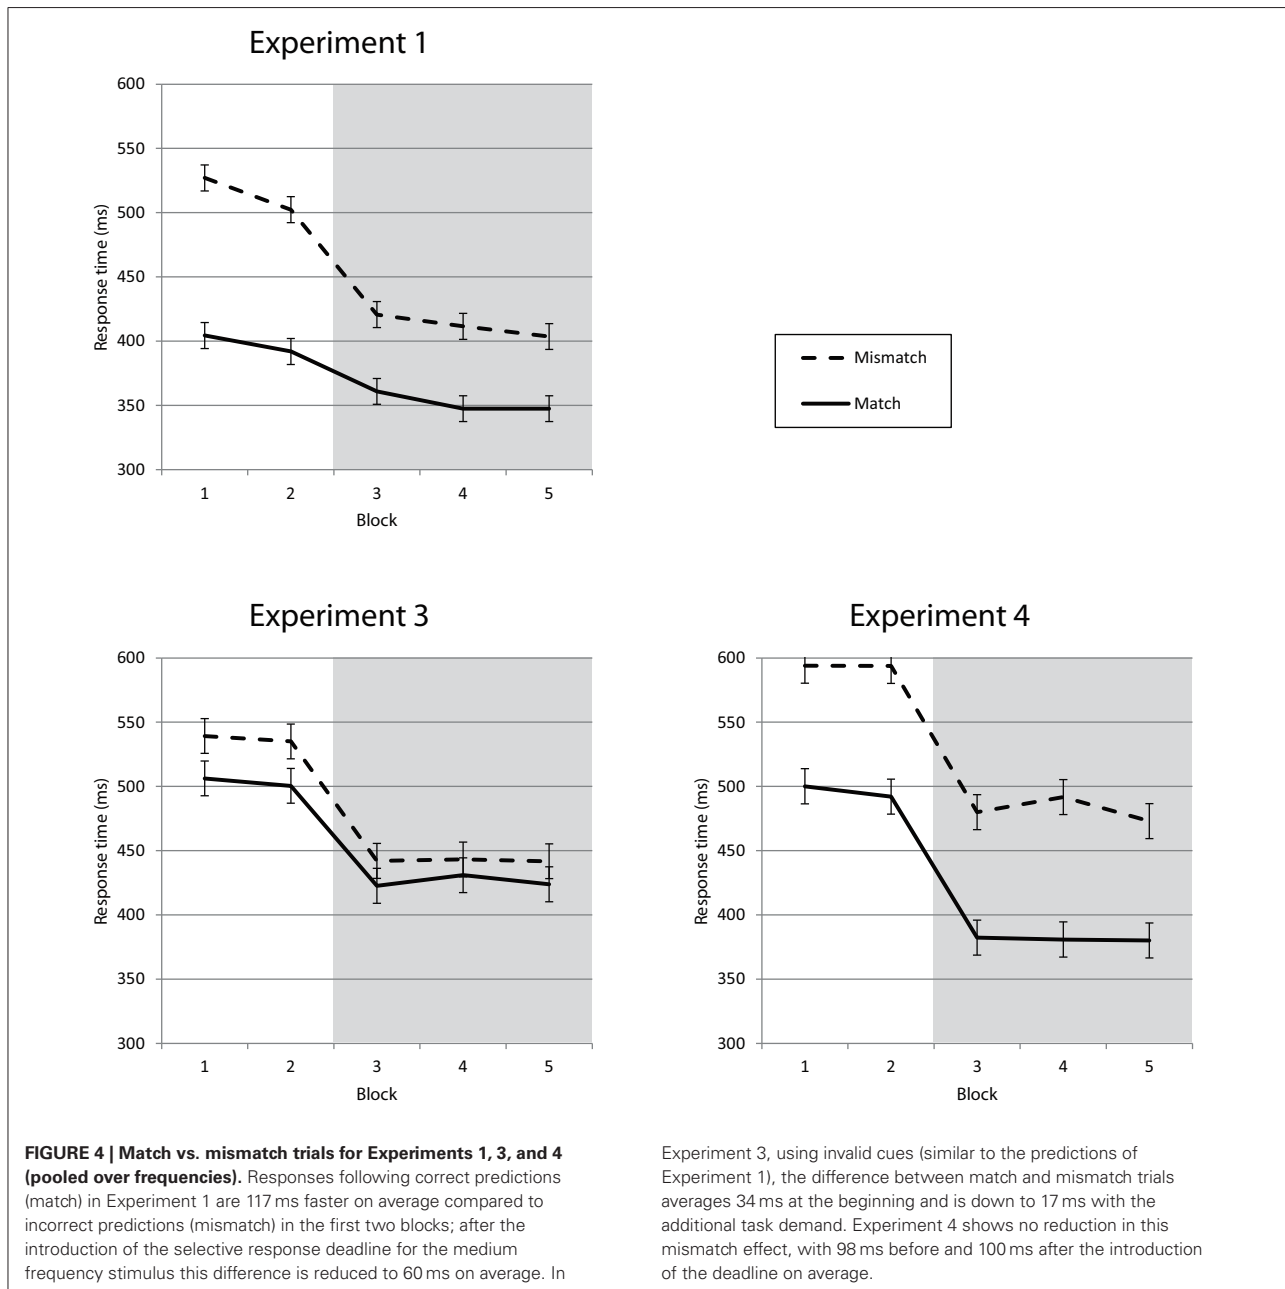 Experiment 1
600
550
500
450
400
350
300
Response time (ms)
1 2 3 4 5
Block
Mismatch
Match
Experiment 3
600
550
500
450
400
350
300
Response time (ms)
1 2 3 4 5
Block
Experiment 4
600
550
500
450
400
350
300
Response time (ms)
1 2 3 4 5
Block
FIGURE 4 | Match vs. mismatch trials for Experiments 1, 3, and 4
(pooled over frequencies). Responses following correct predictions
(match) in Experiment 1 are 117 ms faster on average compared to
incorrect predictions (mismatch) in the first two blocks; after the
introduction of the selective response deadline for the medium
frequency stimulus this difference is reduced to 60 ms on average. In
Experiment 3, using invalid cues (similar to the predictions of
Experiment 1), the difference between match and mismatch trials
averages 34 ms at the beginning and is down to 17 ms with the
additional task demand. Experiment 4 shows no reduction in this
mismatch effect, with 98 ms before and 100 ms after the introduction
of the deadline on average.